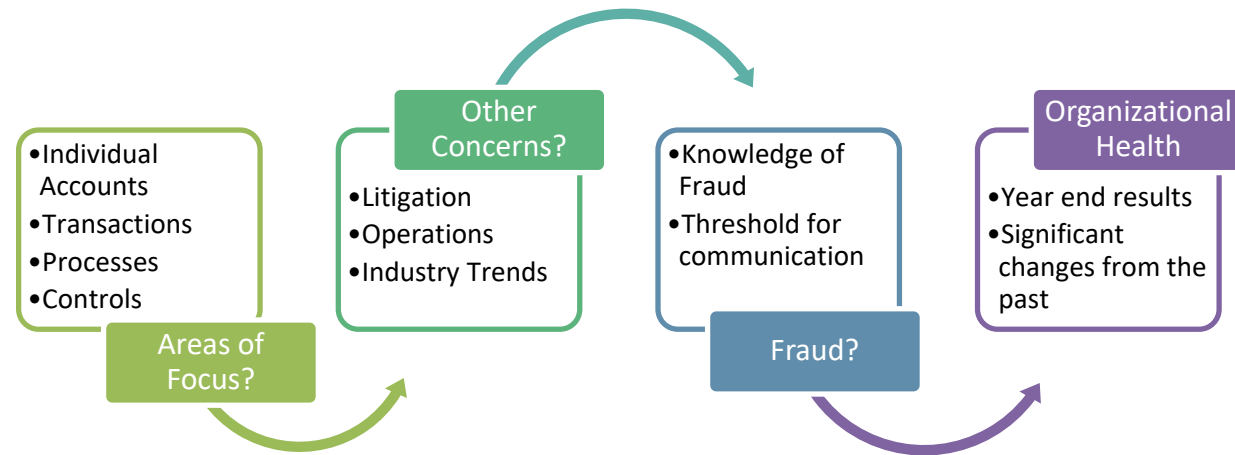 •Individual
Accounts
•Transactions
•Processes
•Controls
Areas of
Focus?
Other
Concerns?
•Litigation
•Operations
•Industry Trends
•Knowledge of
Fraud
•Threshold for
communication
Fraud?
Organizational
Health
•Year end results
•Significant
changes from the
past